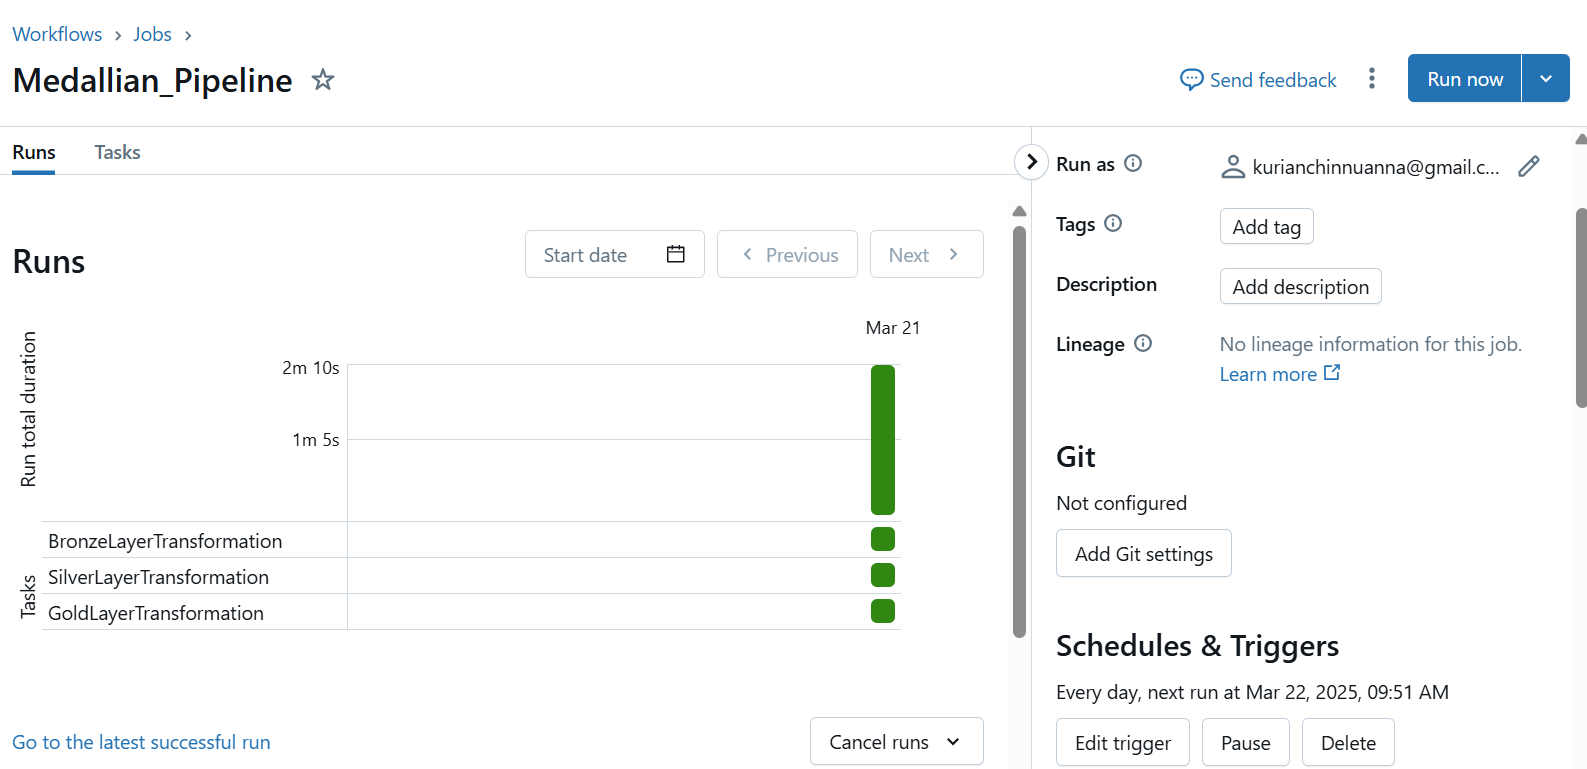 Workflows > Jobs >
Medallian_Pipeline
Send feedback
Run now
Runs
Tasks
Runs
Start date
Previous
Next
Mar 21
Run total duration
2m 10s
1m 5s
Tasks
BronzeLayerTransformation
SilverLayerTransformation
GoldLayerTransformation
Go to the latest successful run
Cancel runs
Run as
kurianchinnuanna@gmail.c...
Tags
Add tag
Description
Add description
Lineage
No lineage information for this job.
Learn more
Git
Not configured
Add Git settings
Schedules & Triggers
Every day, next run at Mar 22, 2025, 09:51 AM
Edit trigger
Pause
Delete